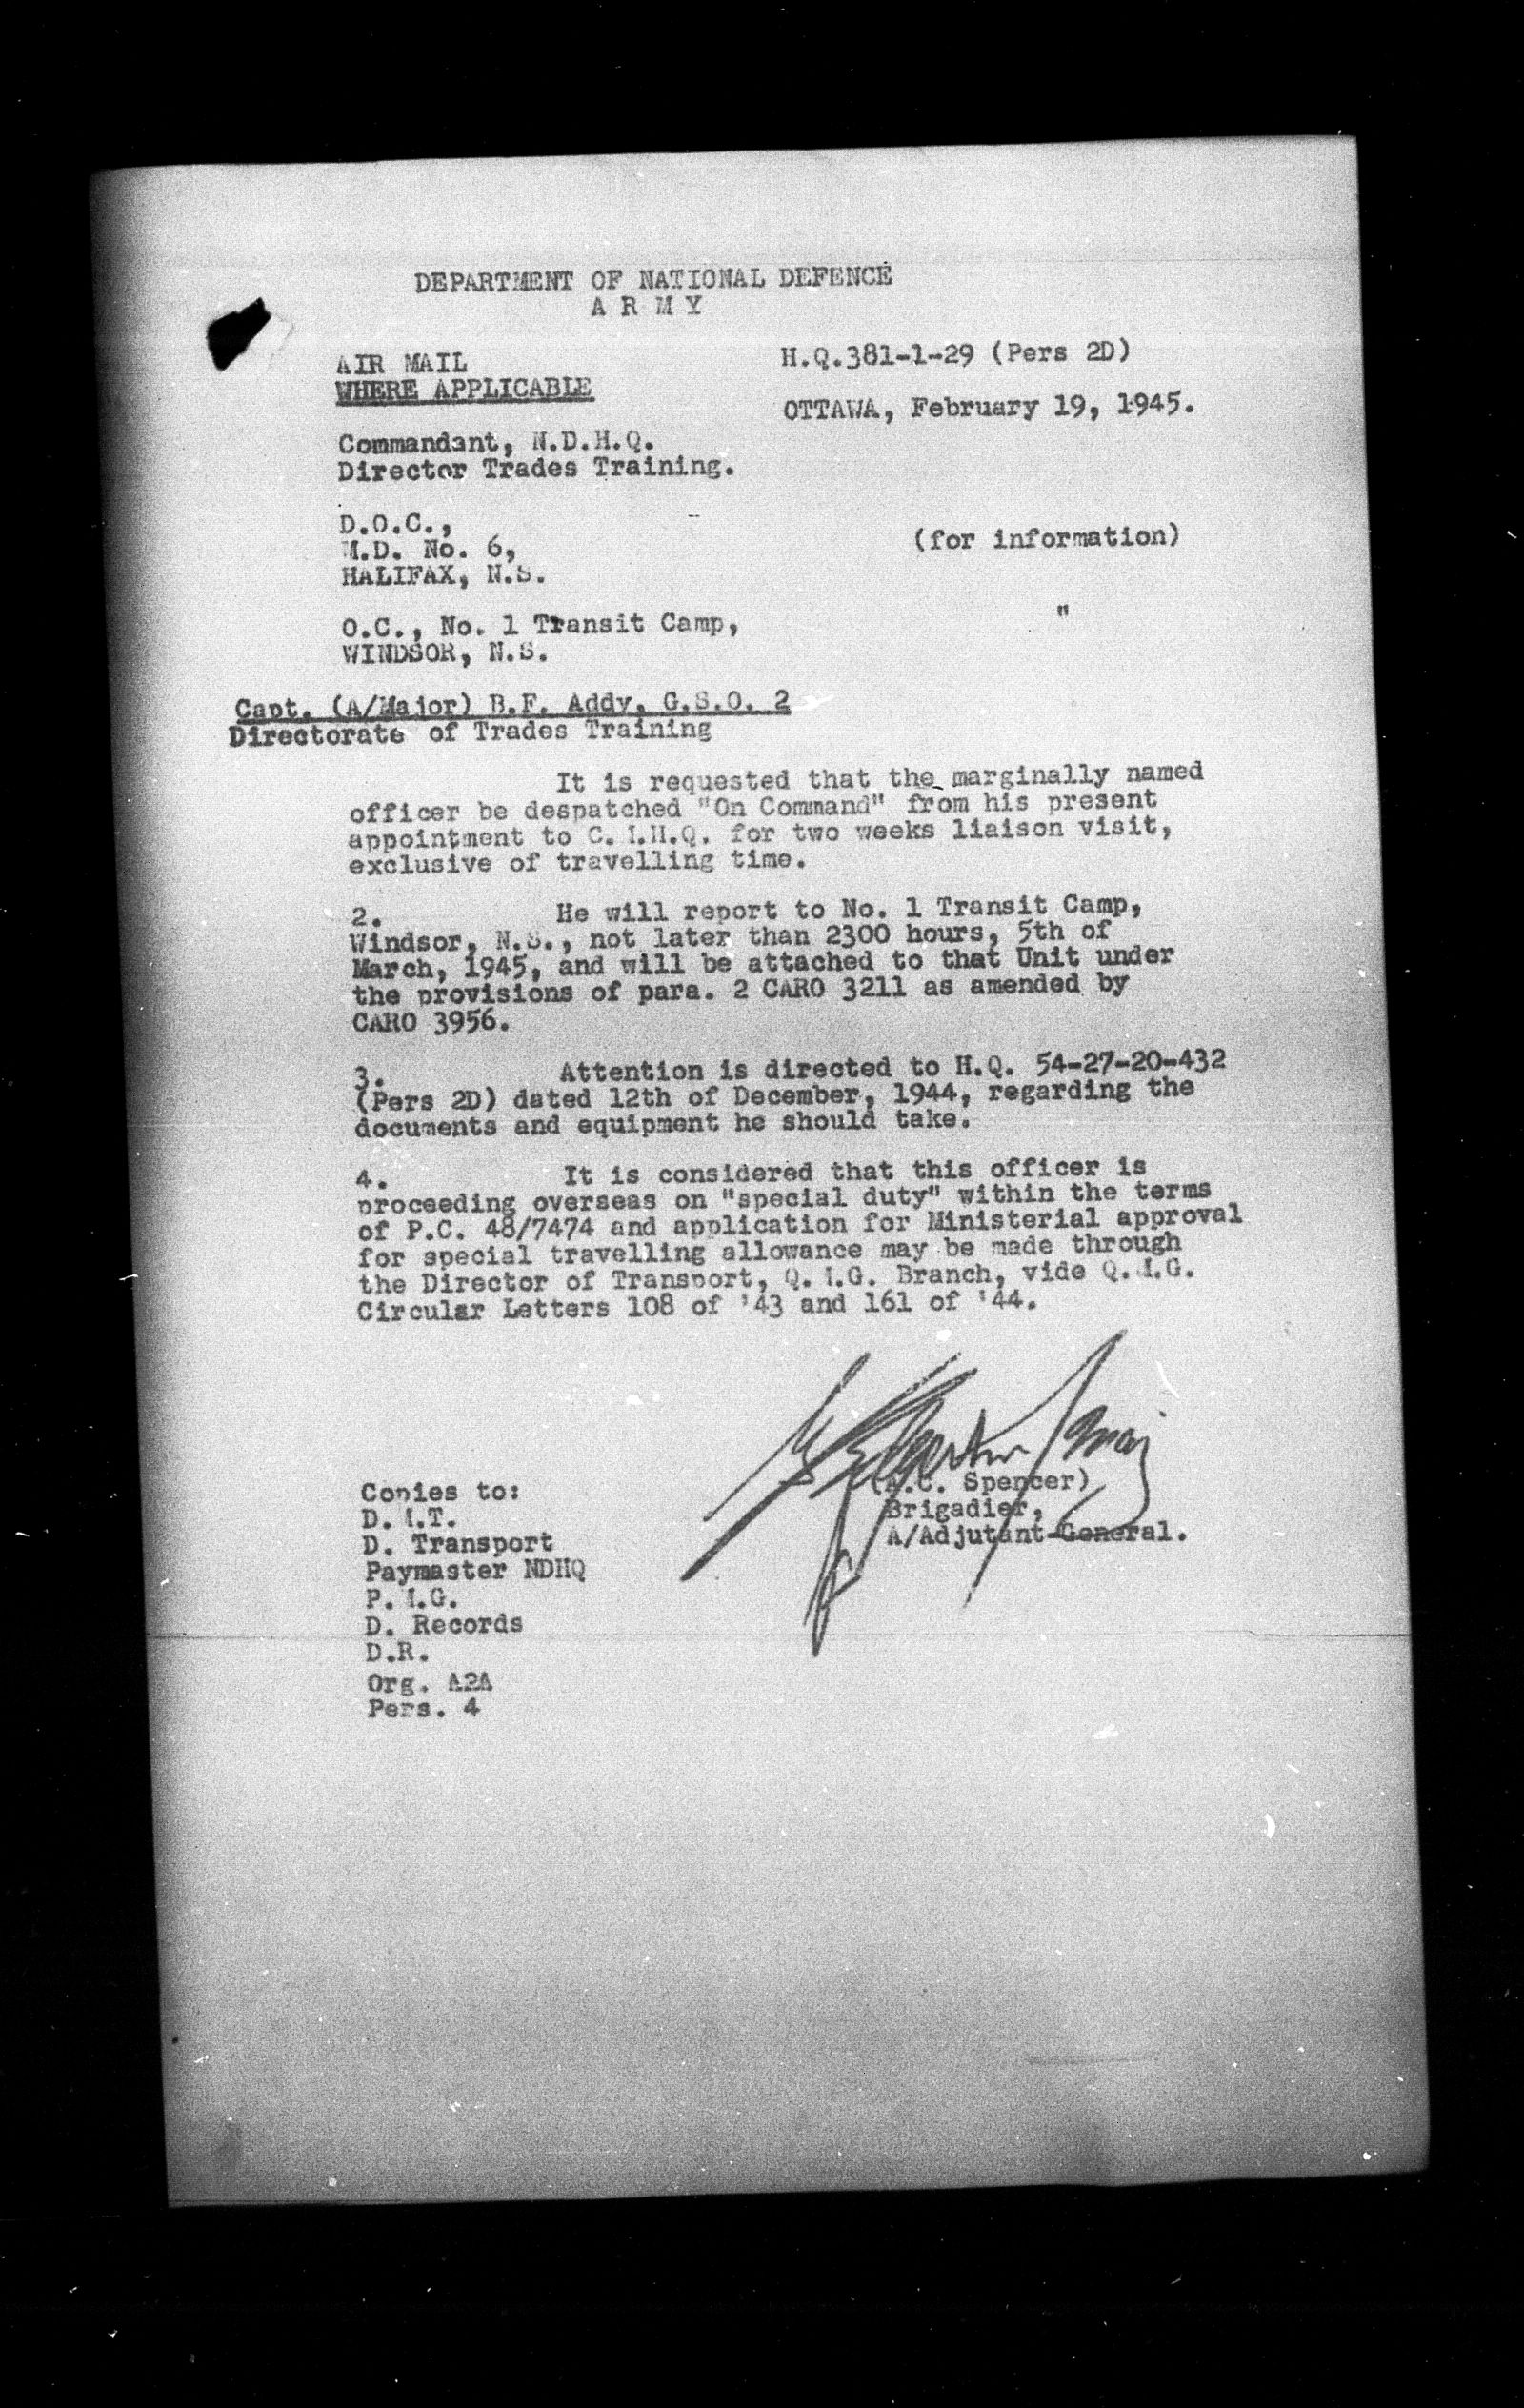 DEPARTMENT OF NATIONAL DEFENCE
A R M Y
AIR MAIL
WHERE APPLICABLE
H.Q.381-1-29 (Pers 2D)
OTTAWA, February 19, 1945.
Commandant, N.D.H.Q.
Director Trades Training.
D.O.C.,
M.D. No. 6,
HALIFAX, N.S.
(for information)
O.C., No. 1 Transit Camp,
WINDSOR, N.S.
"
Capt. (A/Major) B.F. Addy, G.S.O. 2
Directorate of Trades Training
It is requested that the marginally named
officer be despatched "On Command" from his present
appointment to C.M.H.Q. for two weeks liaison visit,
exclusive of travelling time.
2. He will report to No. 1 Transit Camp,
Windsor, N.S., not later than 2300 hours, 5th of
March, 1945, and will be attached to that Unit under
the provisions of para. 2 CARO 3211 as amended by
CARO 3956.
3. Attention is directed to H.Q. 54-27-20-432
(Pers 2D) dated 12th of December, 1944, regarding the
documents and equipment he should take.
4. It is considered that this officer is
proceeding overseas on "special duty" within the terms
of P.C. 48/7474 and application for Ministerial approval
for special travelling allowance may be made through
the Director of Transport, Q.M.G. Branch, vide Q.M.G.
Circular Letters 108 of '43 and 161 of '44.
(A.C. Spencer)
Brigadier,
A/Adjutant-General.
Copies to:
D.M.T.
D. Transport
Paymaster NDHQ
P.M.G.
D. Records
D.R.
Org. A2A
Pers. 4